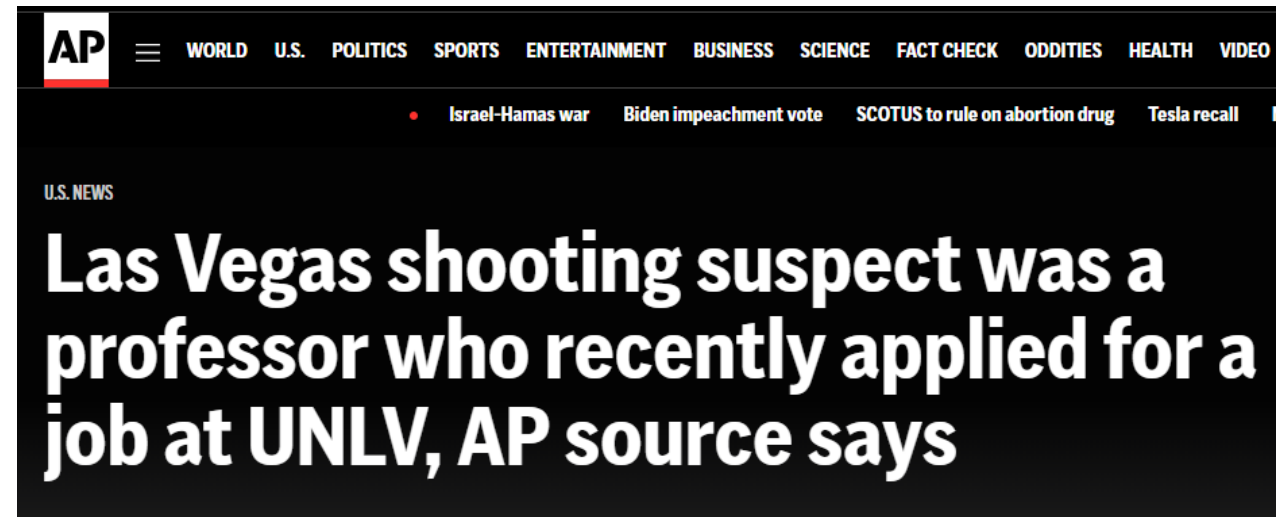 AP WORLD U.S. POLITICS SPORTS ENTERTAINMENT BUSINESS SCIENCE FACT CHECK ODDITIES HEALTH VIDEO
Israel-Hamas war Biden impeachment vote SCOTUS to rule on abortion drug Tesla recall
U.S. NEWS
Las Vegas shooting suspect was a
professor who recently applied for a
job at UNLV, AP source says